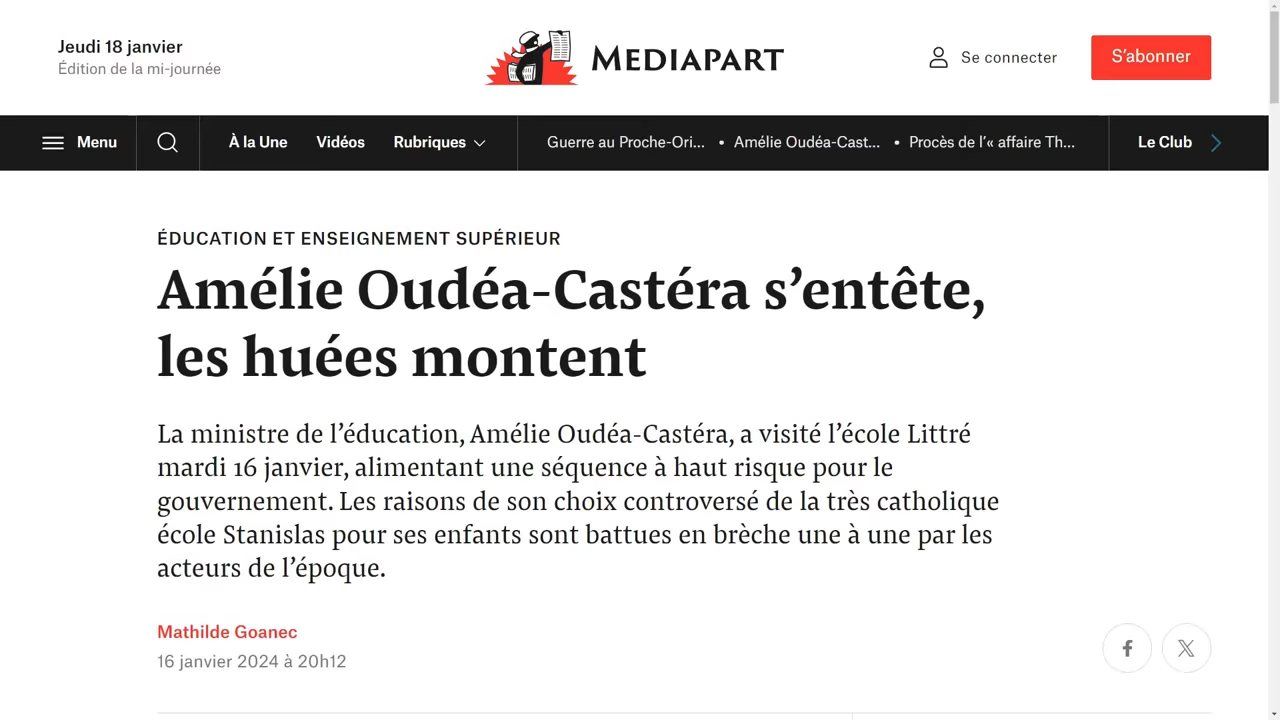 Jeudi 18 janvier
Édition de la mi-journée
MEDIAPART
Se connecter
S’abonner
Menu
À la Une
Vidéos
Rubriques
Guerre au Proche-Ori... • Amélie Oudéa-Cast... • Procès de l’« affaire Th...
Le Club
ÉDUCATION ET ENSEIGNEMENT SUPÉRIEUR
Amélie Oudéa-Castéra s’entête,
les huées montent
La ministre de l’éducation, Amélie Oudéa-Castéra, a visité l’école Littré
mardi 16 janvier, alimentant une séquence à haut risque pour le
gouvernement. Les raisons de son choix controversé de la très catholique
école Stanislas pour ses enfants sont battues en brèche une à une par les
acteurs de l’époque.
Mathilde Goanec
16 janvier 2024 à 20h12